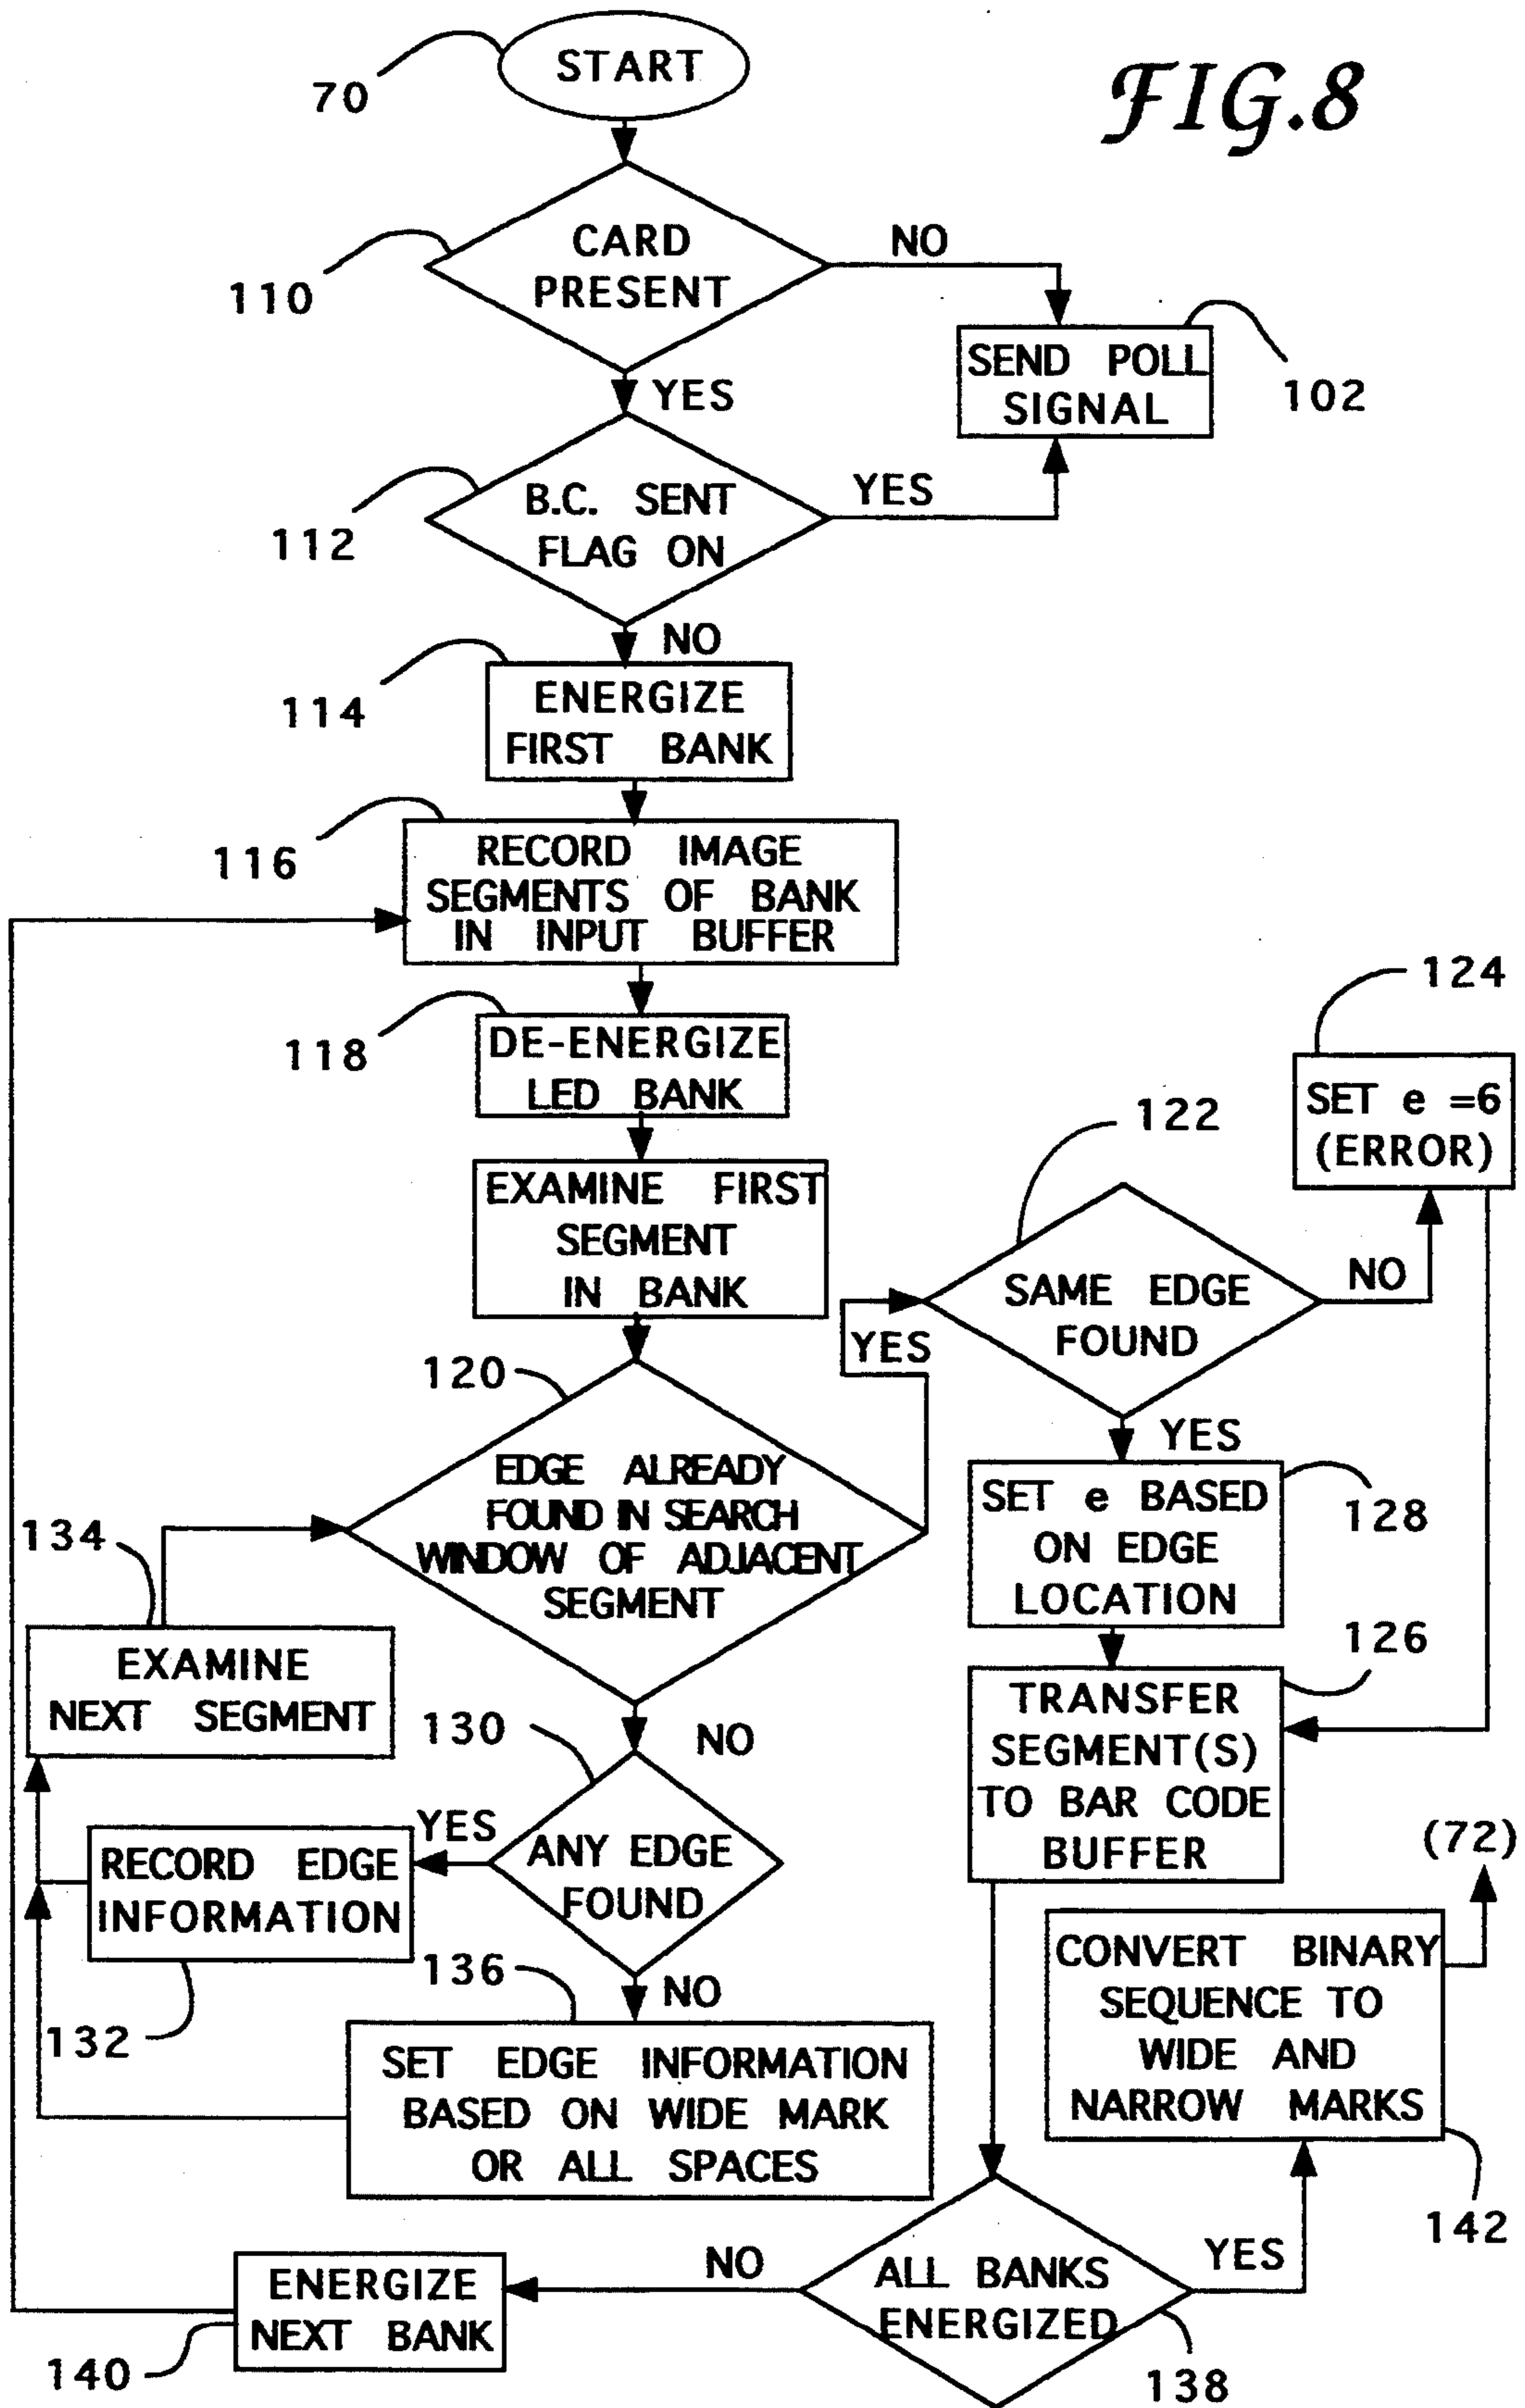 FIG.8
START
70
CARD
PRESENT
NO
110
SEND POLL
SIGNAL
102
YES
B.C. SENT
FLAG ON
YES
112
NO
ENERGIZE
FIRST BANK
114
RECORD IMAGE
SEGMENTS OF BANK
IN INPUT BUFFER
116
DE-ENERGIZE
LED BANK
118
EXAMINE FIRST
SEGMENT
IN BANK
124
SET e =6
(ERROR)
122
SAME EDGE
FOUND
NO
YES
120
EDGE ALREADY
FOUND IN SEARCH
WINDOW OF ADJACENT
SEGMENT
YES
SET e BASED
ON EDGE
LOCATION
128
134
EXAMINE
NEXT SEGMENT
126
TRANSFER
SEGMENT(S)
TO BAR CODE
BUFFER
130
NO
ANY EDGE
FOUND
YES
RECORD EDGE
INFORMATION
132
(72)
136
NO
SET EDGE INFORMATION
BASED ON WIDE MARK
OR ALL SPACES
CONVERT BINARY
SEQUENCE TO
WIDE AND
NARROW MARKS
142
ALL BANKS
ENERGIZED
YES
NO
138
ENERGIZE
NEXT BANK
140